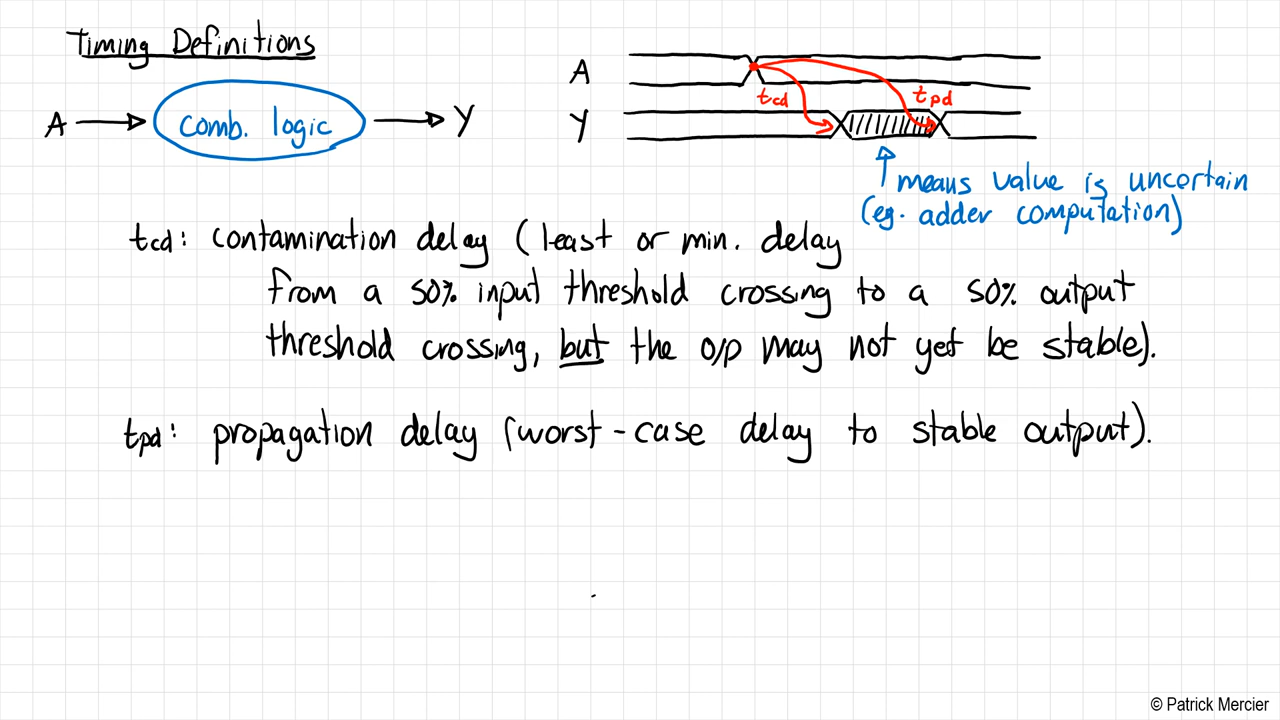 Timing Definitions
A
comb. logic
Y
A
Y
tcd
tpd
means value is uncertain
(eg. adder computation)
tcd: contamination delay (least or min. delay
from a 50% input threshold crossing to a 50% output
threshold crossing, but the o/p may not yet be stable).
tpd: propagation delay (worst-case delay to stable output).
© Patrick Mercier